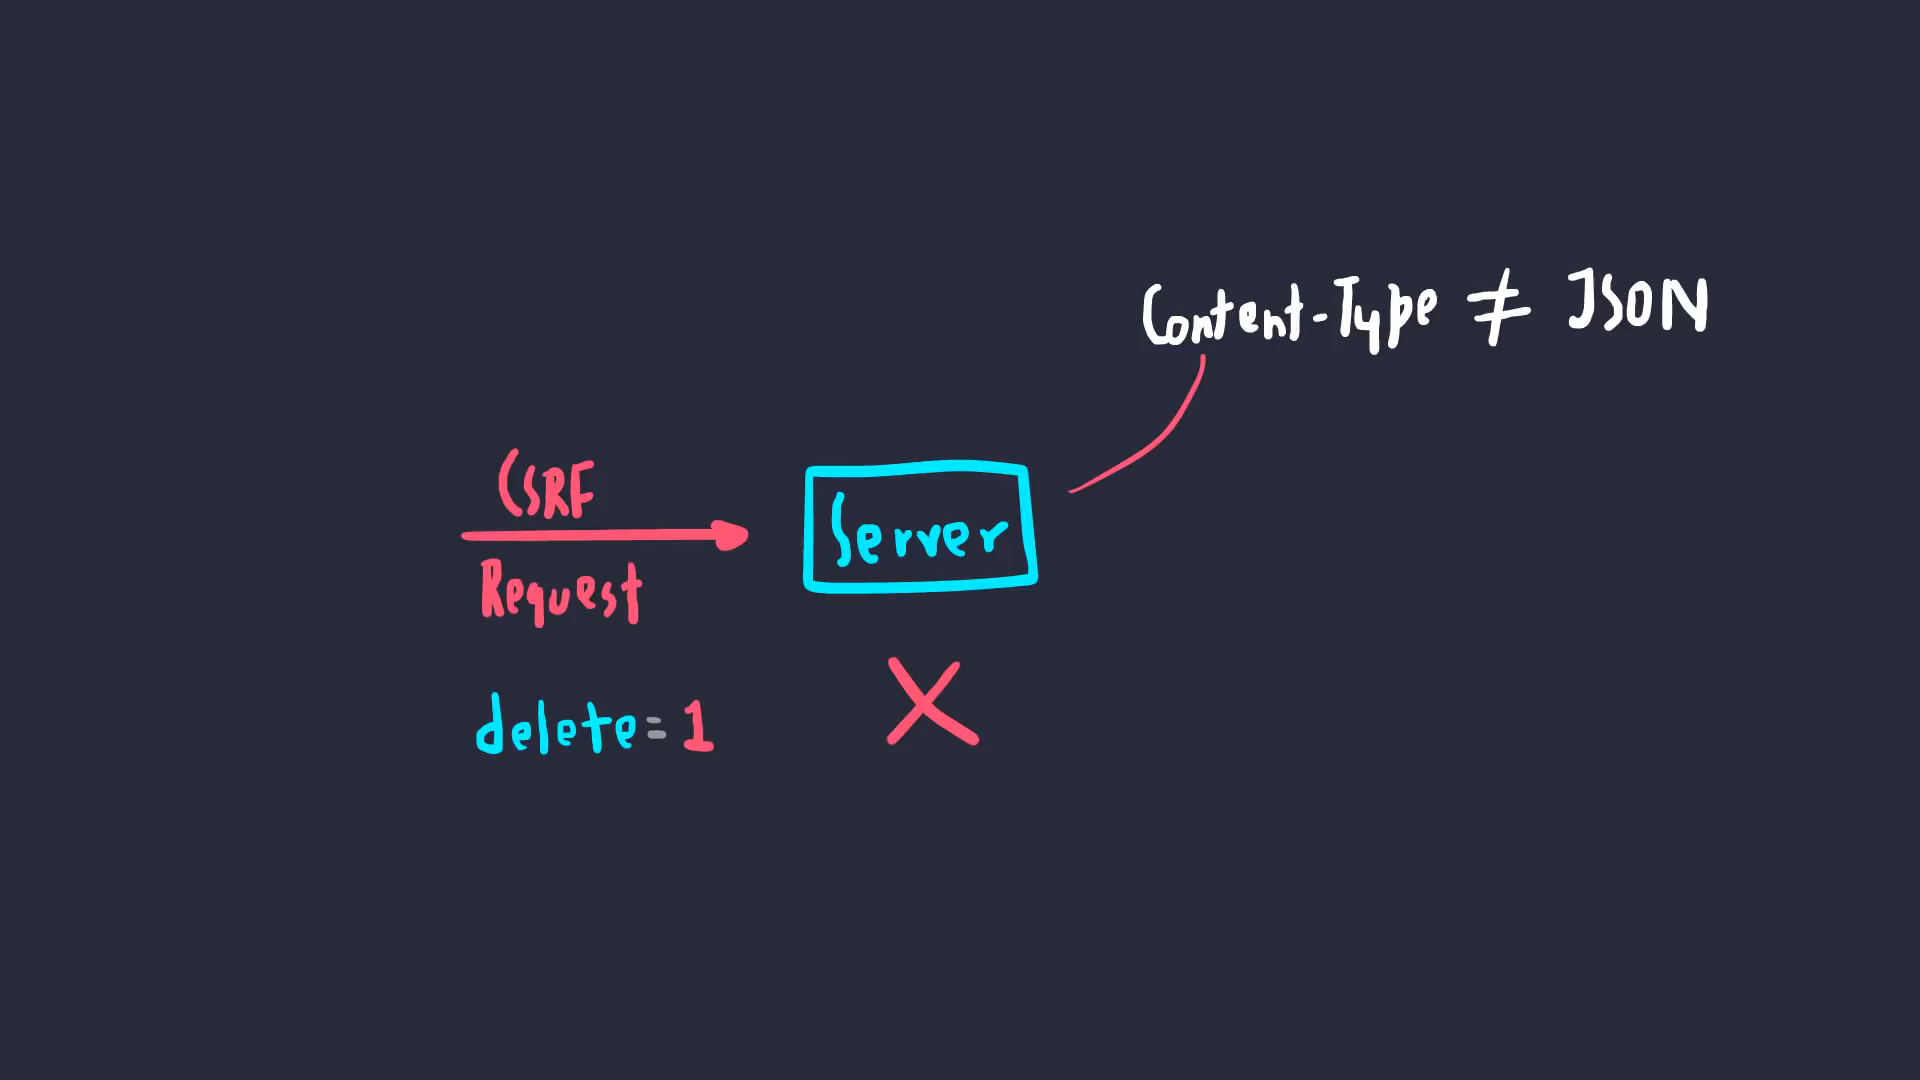 Content-Type ≠ JSON
CSRF
Request
Server
delete=1